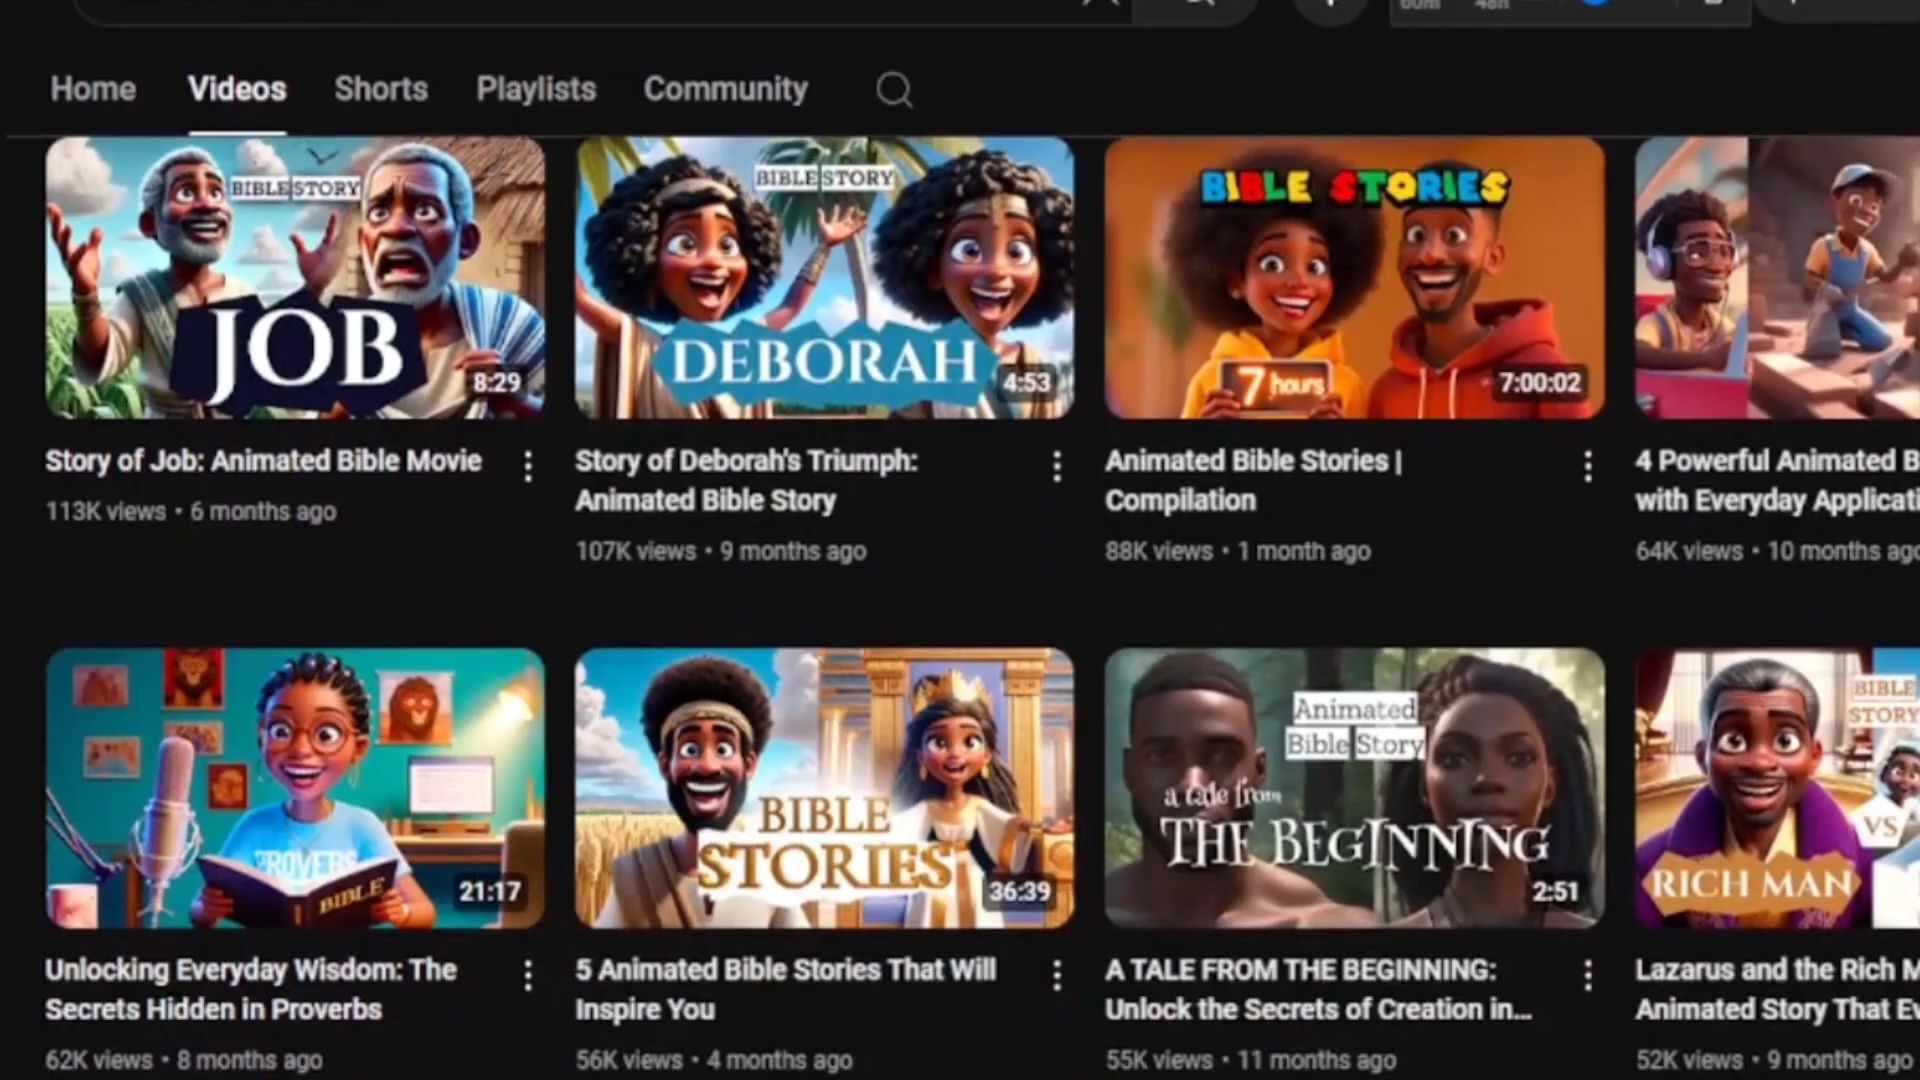 60m 48h
Home Videos Shorts Playlists Community
BIBLE STORY
JOB
8:29
Story of Job: Animated Bible Movie
113K views • 6 months ago
BIBLE STORY
DEBORAH
4:53
Story of Deborah's Triumph:
Animated Bible Story
107K views • 9 months ago
BIBLE STORIES
7 hours
7:00:02
Animated Bible Stories |
Compilation
88K views • 1 month ago
4 Powerful Animated B
with Everyday Applicati
64K views • 10 months ago
PROVERBS
BIBLE
21:17
Unlocking Everyday Wisdom: The
Secrets Hidden in Proverbs
62K views • 8 months ago
BIBLE
STORIES
36:39
5 Animated Bible Stories That Will
Inspire You
56K views • 4 months ago
Animated
Bible Story
a tale from
THE BEGINNING
2:51
A TALE FROM THE BEGINNING:
Unlock the Secrets of Creation in...
55K views • 11 months ago
BIBLE
STORY
VS
RICH MAN
Lazarus and the Rich M
Animated Story That Ev
52K views • 9 months ago